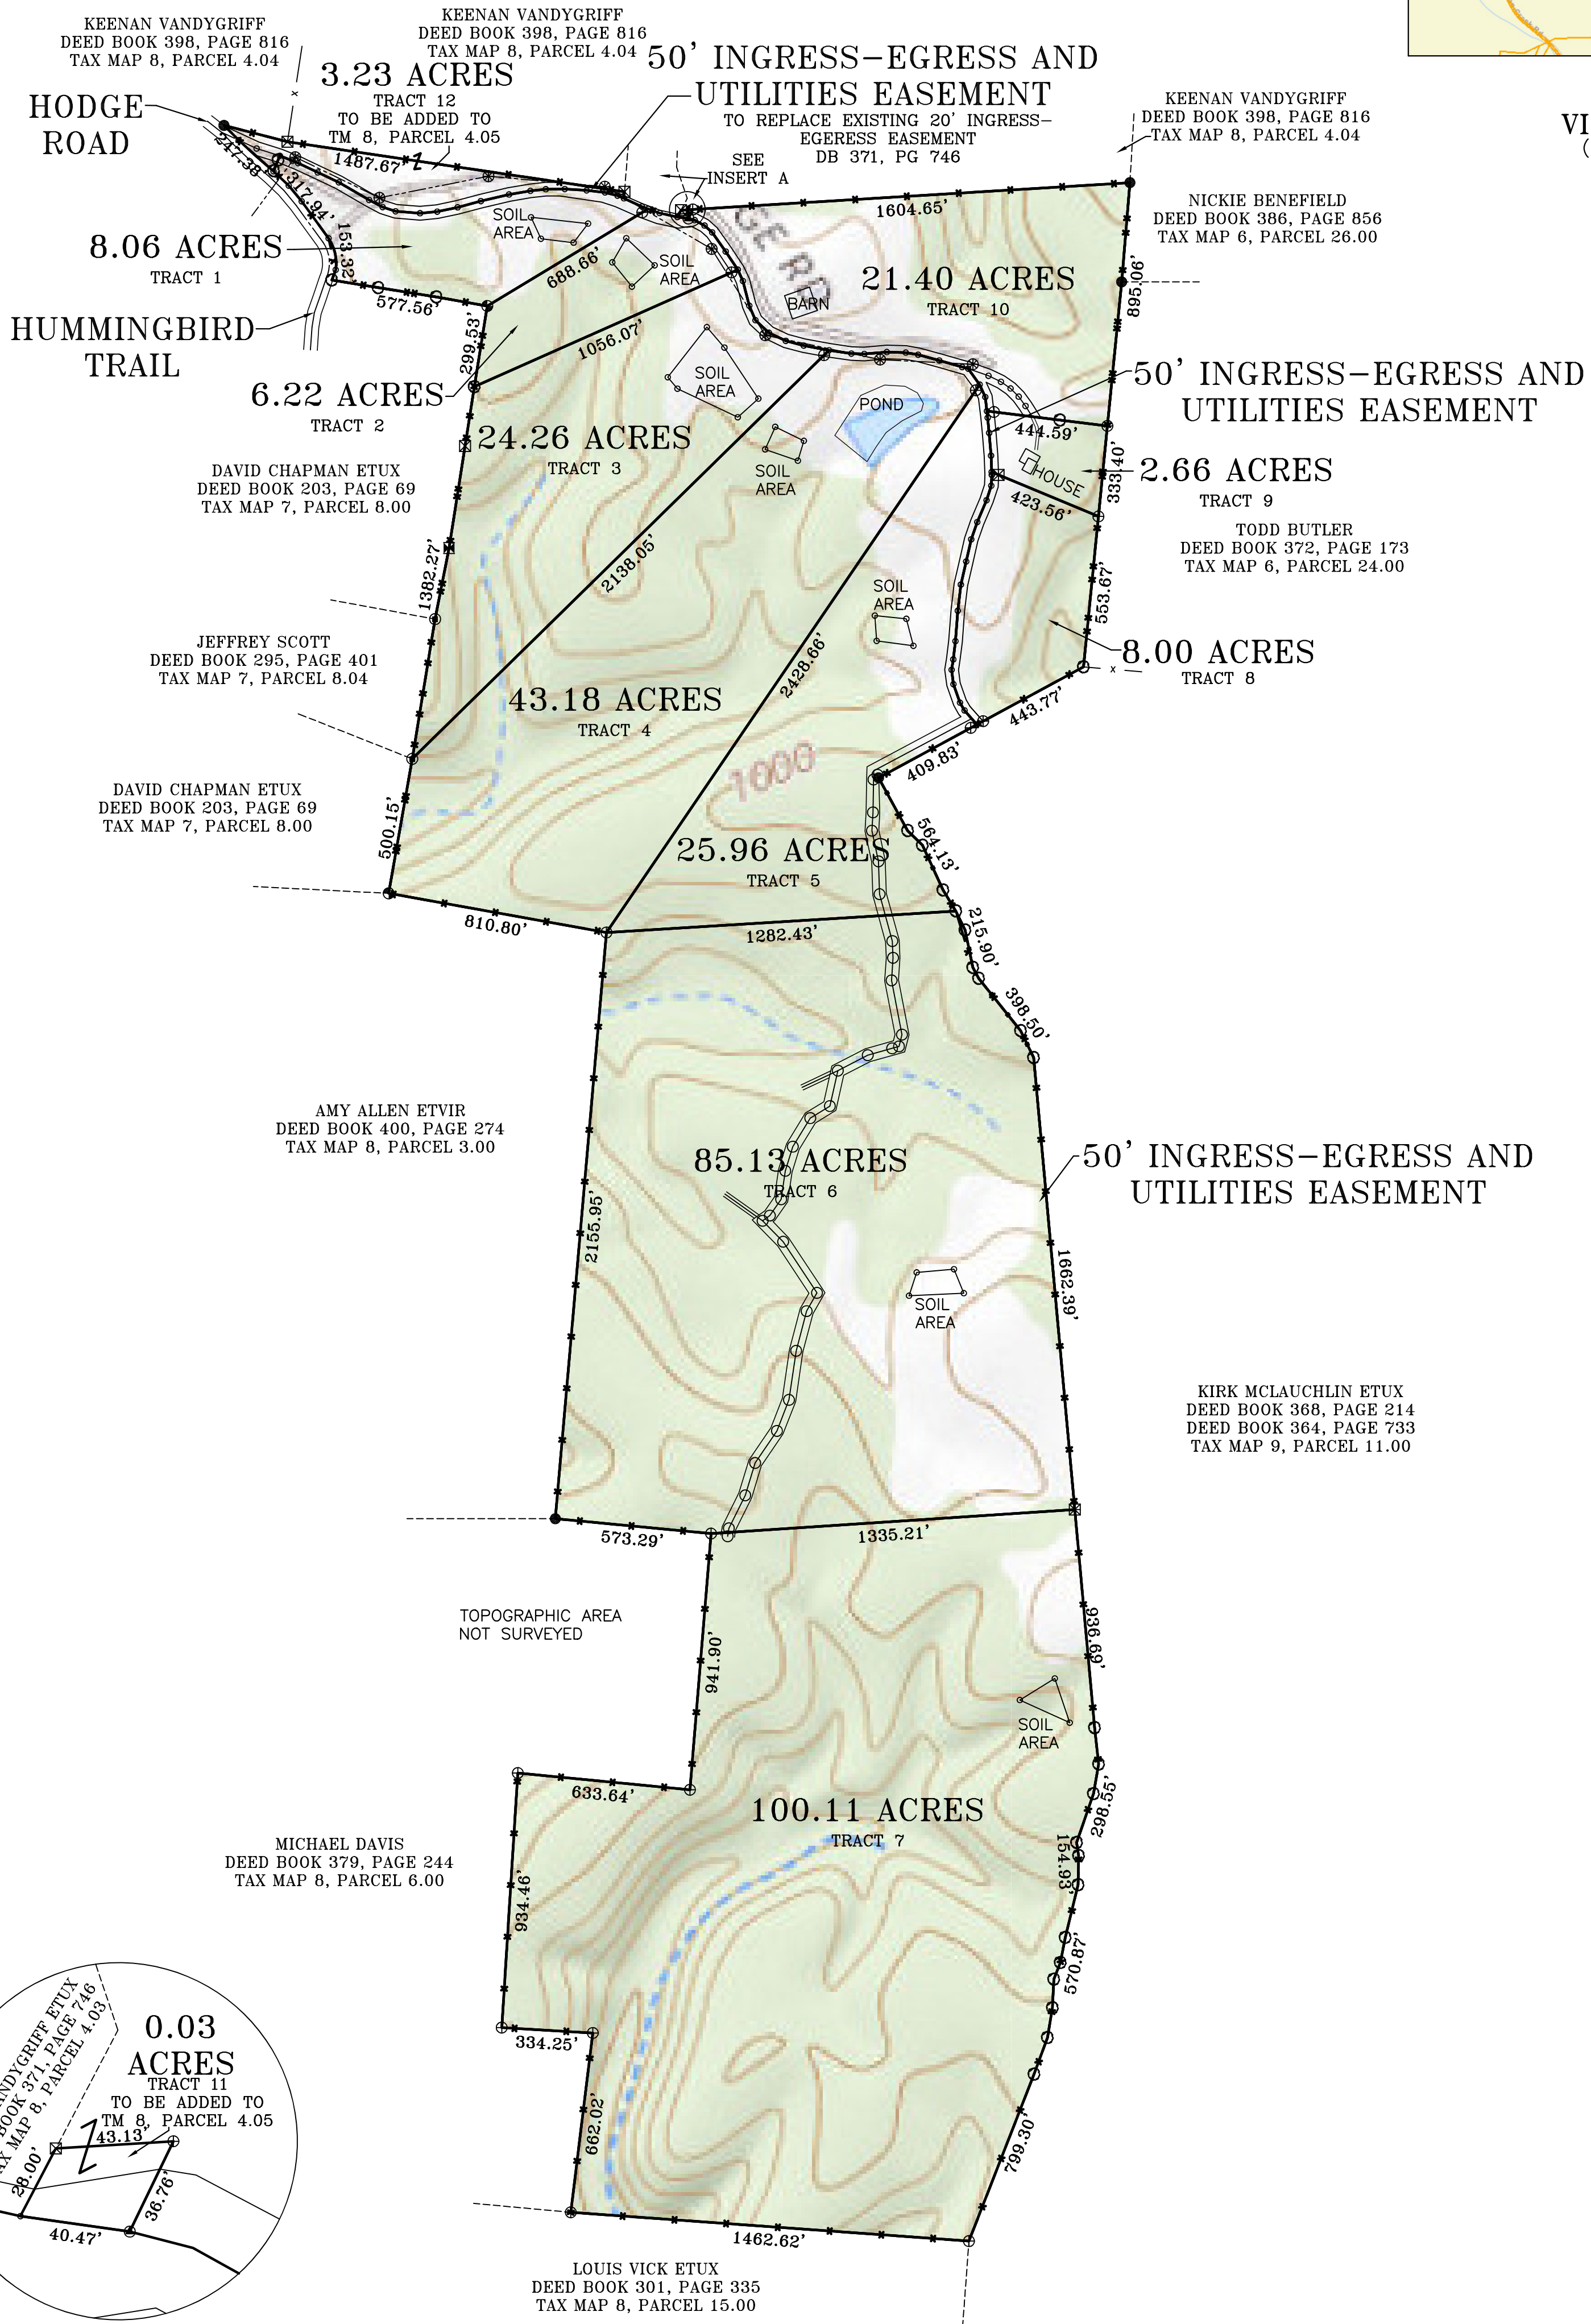 KEENAN VANDYGRIFF
DEED BOOK 398, PAGE 816
TAX MAP 8, PARCEL 4.04
KEENAN VANDYGRIFF
DEED BOOK 398, PAGE 816
TAX MAP 8, PARCEL 4.04
3.23 ACRES
TRACT 12
TO BE ADDED TO
TM 8, PARCEL 4.05
50' INGRESS-EGRESS AND
UTILITIES EASEMENT
TO REPLACE EXISTING 20' INGRESS-
EGERESS EASEMENT
DB 371, PG 746
SEE
INSERT A
KEENAN VANDYGRIFF
DEED BOOK 398, PAGE 816
TAX MAP 8, PARCEL 4.04
VI
(
HODGE
ROAD
247.38
317.94'
153.32'
1487.67'
1604.65'
NICKIE BENEFIELD
DEED BOOK 386, PAGE 856
TAX MAP 6, PARCEL 26.00
8.06 ACRES
TRACT 1
SOIL
AREA
SOIL
AREA
688.66'
577.56'
GE RD
BARN
21.40 ACRES
TRACT 10
895.06'
HUMMINGBIRD
TRAIL
299.53'
1056.07'
6.22 ACRES
TRACT 2
SOIL
AREA
POND
50' INGRESS-EGRESS AND
UTILITIES EASEMENT
444.59'
24.26 ACRES
TRACT 3
SOIL
AREA
HOUSE
333.40'
2.66 ACRES
TRACT 9
423.56'
DAVID CHAPMAN ETUX
DEED BOOK 203, PAGE 69
TAX MAP 7, PARCEL 8.00
TODD BUTLER
DEED BOOK 372, PAGE 173
TAX MAP 6, PARCEL 24.00
1382.27'
2138.05'
SOIL
AREA
553.67'
8.00 ACRES
TRACT 8
JEFFREY SCOTT
DEED BOOK 295, PAGE 401
TAX MAP 7, PARCEL 8.04
2428.66'
43.18 ACRES
TRACT 4
443.77'
409.83'
1000
DAVID CHAPMAN ETUX
DEED BOOK 203, PAGE 69
TAX MAP 7, PARCEL 8.00
500.15'
564.13'
25.96 ACRES
TRACT 5
810.80'
1282.43'
215.90'
398.50'
AMY ALLEN ETVIR
DEED BOOK 400, PAGE 274
TAX MAP 8, PARCEL 3.00
85.13 ACRES
TRACT 6
50' INGRESS-EGRESS AND
UTILITIES EASEMENT
2155.95'
1662.39'
SOIL
AREA
KIRK MCLAUCHLIN ETUX
DEED BOOK 368, PAGE 214
DEED BOOK 364, PAGE 733
TAX MAP 9, PARCEL 11.00
573.29'
1335.21'
TOPOGRAPHIC AREA
NOT SURVEYED
941.90'
936.69'
SOIL
AREA
633.64'
298.55'
100.11 ACRES
TRACT 7
154.93'
MICHAEL DAVIS
DEED BOOK 379, PAGE 244
TAX MAP 8, PARCEL 6.00
934.46'
570.87'
334.25'
662.02'
799.30'
1462.62'
LOUIS VICK ETUX
DEED BOOK 301, PAGE 335
TAX MAP 8, PARCEL 15.00
NDYGRIFF ETUX
BOOK 371, PAGE 746
AX MAP 8, PARCEL 4.03
0.03
ACRES
TRACT 11
TO BE ADDED TO
TM 8, PARCEL 4.05
43.13'
28.00'
36.76'
40.47'